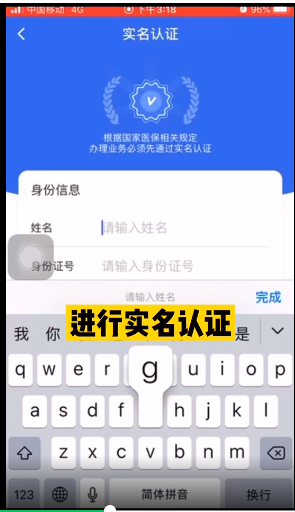 中国移动 4G
下午3:18
96%
实名认证
根据国家医保相关规定
办理业务必须先通过实名认证
身份信息
姓名 请输入姓名
身份证号 请输入身份证号
请输入姓名 完成
进行实名认证
我 你 是
q w e r g u i o p
a s d f h j k l
z x c v b n m
123 简体拼音 换行